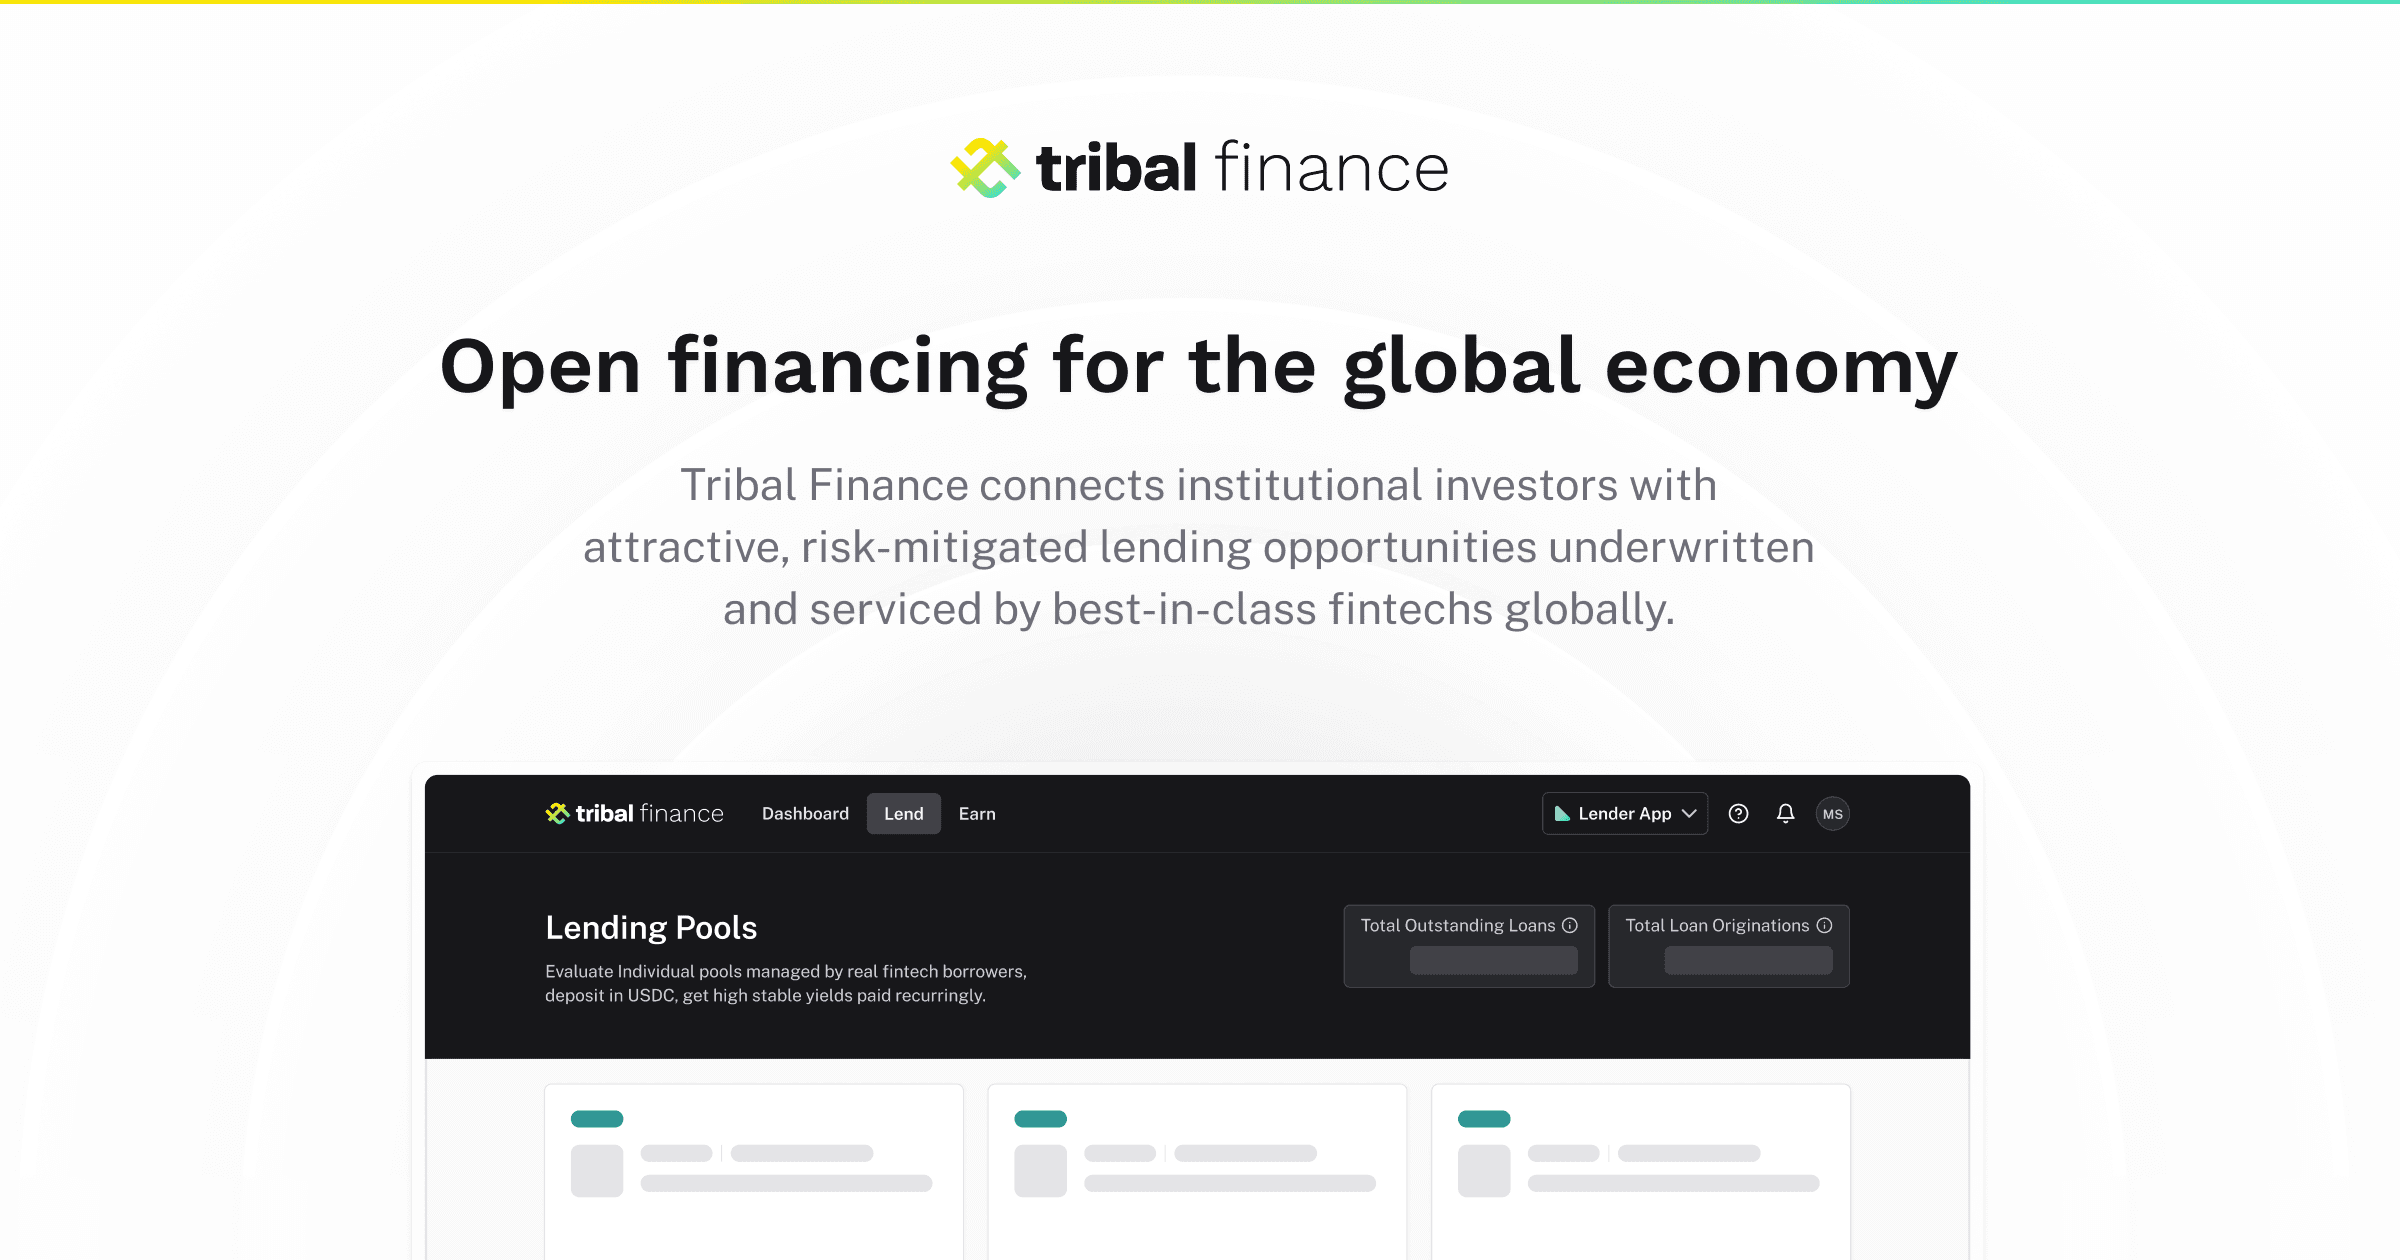 tribal finance
Open financing for the global economy
Tribal Finance connects institutional investors with
attractive, risk-mitigated lending opportunities underwritten
and serviced by best-in-class fintechs globally.
tribal finance
Dashboard
Lend
Earn
Lender App
MS
Lending Pools
Evaluate Individual pools managed by real fintech borrowers,
deposit in USDC, get high stable yields paid recurringly.
Total Outstanding Loans
Total Loan Originations